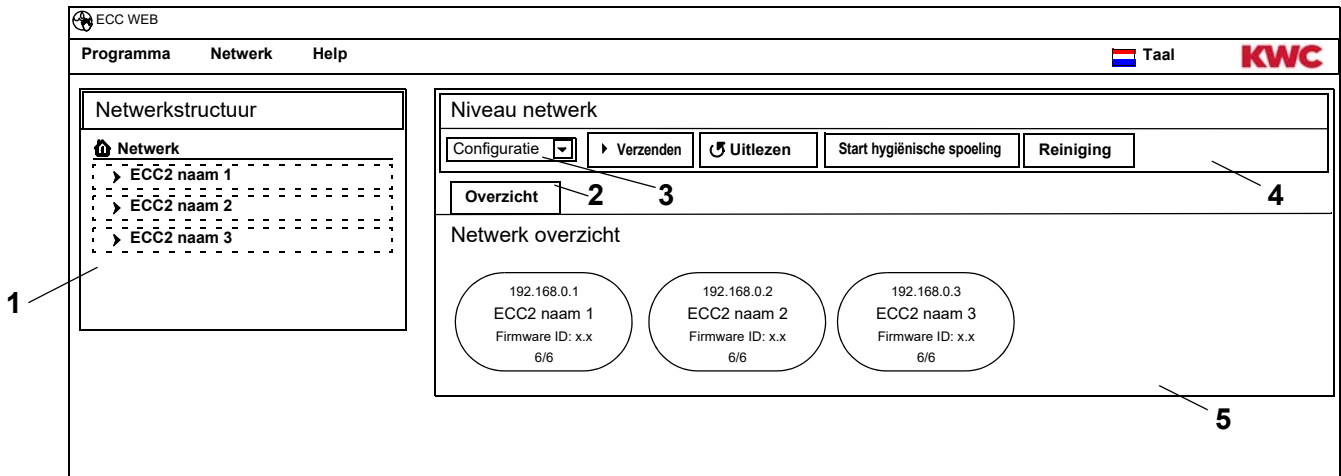 ECC WEB
Programma Netwerk Help Taal KWC
Netwerkstructuur
Netwerk
ECC2 naam 1
ECC2 naam 2
ECC2 naam 3
1
Niveau netwerk
Configuratie Verzenden Uitlezen Start hygiënische spoeling Reiniging
Overzicht 2 3 4
Netwerk overzicht
192.168.0.1
ECC2 naam 1
Firmware ID: x.x
6/6
192.168.0.2
ECC2 naam 2
Firmware ID: x.x
6/6
192.168.0.3
ECC2 naam 3
Firmware ID: x.x
6/6
5